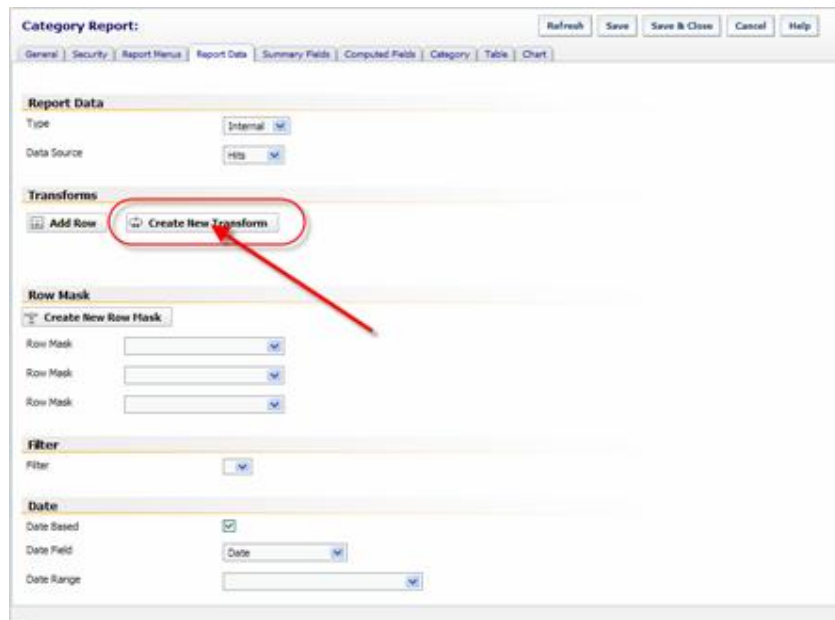 Category Report:
Refresh Save Save & Close Cancel Help
General Security Report Menus Report Data Summary Fields Computed Fields Category Table Chart
Report Data
Type Internal
Data Source Hits
Transforms
Add Row Create New Transform
Row Mask
Create New Row Mask
Row Mask
Row Mask
Row Mask
Filter
Filter
Date
Date Based
Date Field Date
Date Range